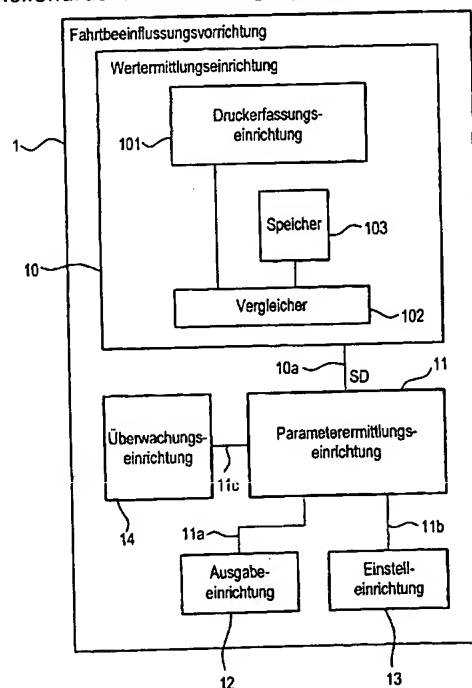 Fahrtbeeinflussungsvorrichtung
Wertermittlungseinrichtung
Druckerfassungs-
einrichtung
101
1
Speicher
103
10
Vergleicher
102
10a
SD
11
Überwachungs-
einrichtung
Parameterermittlungs-
einrichtung
11c
14
11a
11b
Ausgabe-
einrichtung
Einstell-
einrichtung
12
13